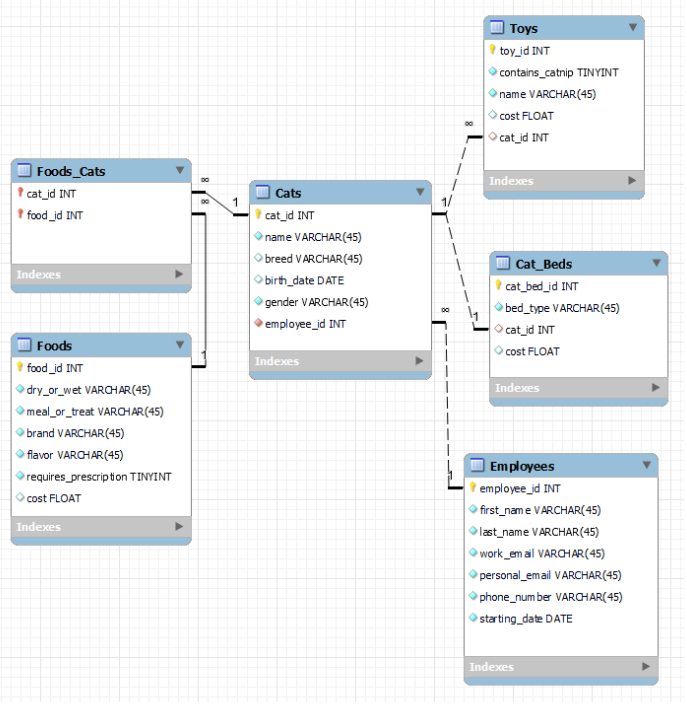 Toys
toy_id INT
contains_catnip TINYINT
name VARCHAR(45)
cost FLOAT
cat_id INT
Indexes
Foods_Cats
cat_id INT
food_id INT
Indexes
∞
∞
1
Cats
cat_id INT
name VARCHAR(45)
breed VARCHAR(45)
birth_date DATE
gender VARCHAR(45)
employee_id INT
Indexes
∞
1
1
∞
1
Cat_Beds
cat_bed_id INT
bed_type VARCHAR(45)
cat_id INT
cost FLOAT
Indexes
Foods
food_id INT
dry_or_wet VARCHAR(45)
meal_or_treat VARCHAR(45)
brand VARCHAR(45)
flavor VARCHAR(45)
requires_prescription TINYINT
cost FLOAT
Indexes
1
Employees
employee_id INT
first_name VARCHAR(45)
last_name VARCHAR(45)
work_email VARCHAR(45)
personal_email VARCHAR(45)
phone_number VARCHAR(45)
starting_date DATE
Indexes